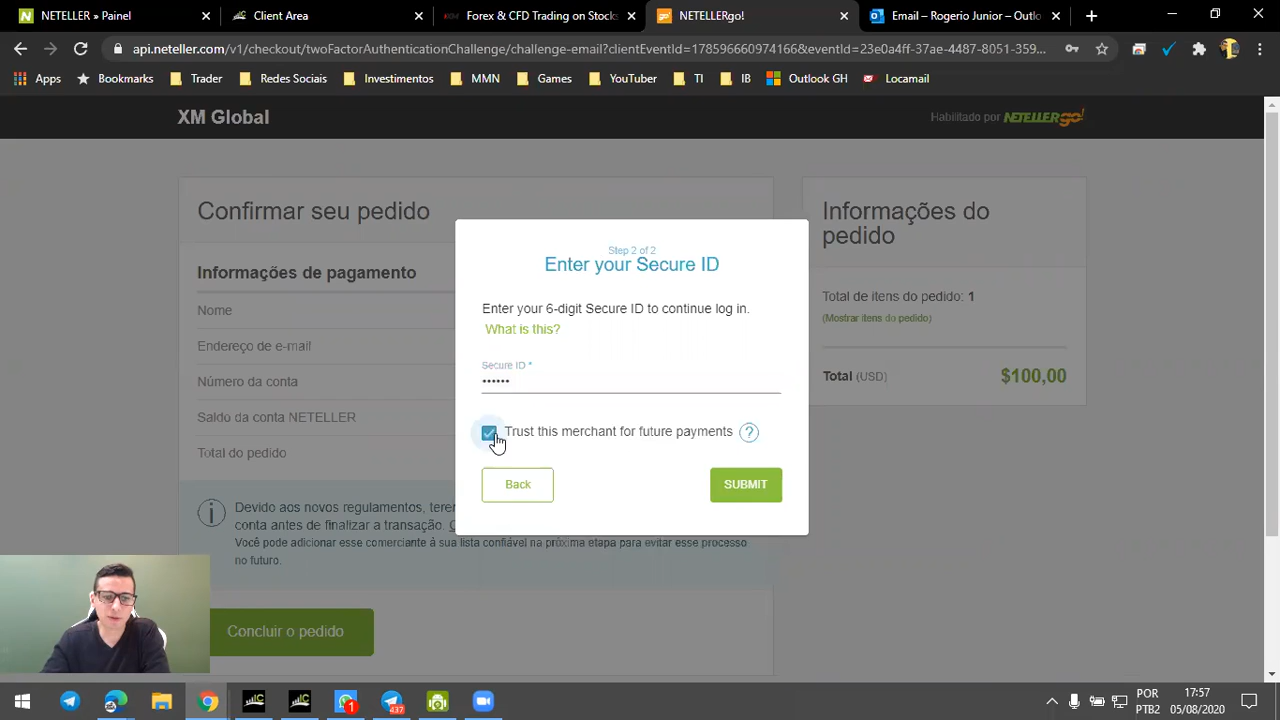 NETELLER » Painel
Client Area
Forex & CFD Trading on Stocks
NETELLERgo!
Email – Rogerio Junior – Outlo
api.neteller.com/v1/checkout/twoFactorAuthenticationChallenge/challenge-email?clientEventId=1785966609741​66&eventId=23e0a4ff-37ae-4487-8051-359...
Apps
Bookmarks
Trader
Redes Sociais
Investimentos
MMN
Games
YouTuber
TI
IB
Outlook GH
Locamail
XM Global
Habilitado por NETELLERgo!
Confirmar seu pedido
Informações de pagamento
Nome
Endereço de e-mail
Número da conta
Saldo da conta NETELLER
Total do pedido
Devido aos novos regulamentos, teren
conta antes de finalizar a transação.
Você pode adicionar esse comerciante à sua lista confiável na próxima etapa para evitar esse processo
no futuro.
Concluir o pedido
Step 2 of 2
Enter your Secure ID
Enter your 6-digit Secure ID to continue log in.
What is this?
Secure ID *
••••••
Trust this merchant for future payments ?
Back
SUBMIT
Informações do
pedido
Total de itens do pedido: 1
(Mostrar itens do pedido)
Total (USD) $100,00
1
437
POR
PTB2
17:57
05/08/2020